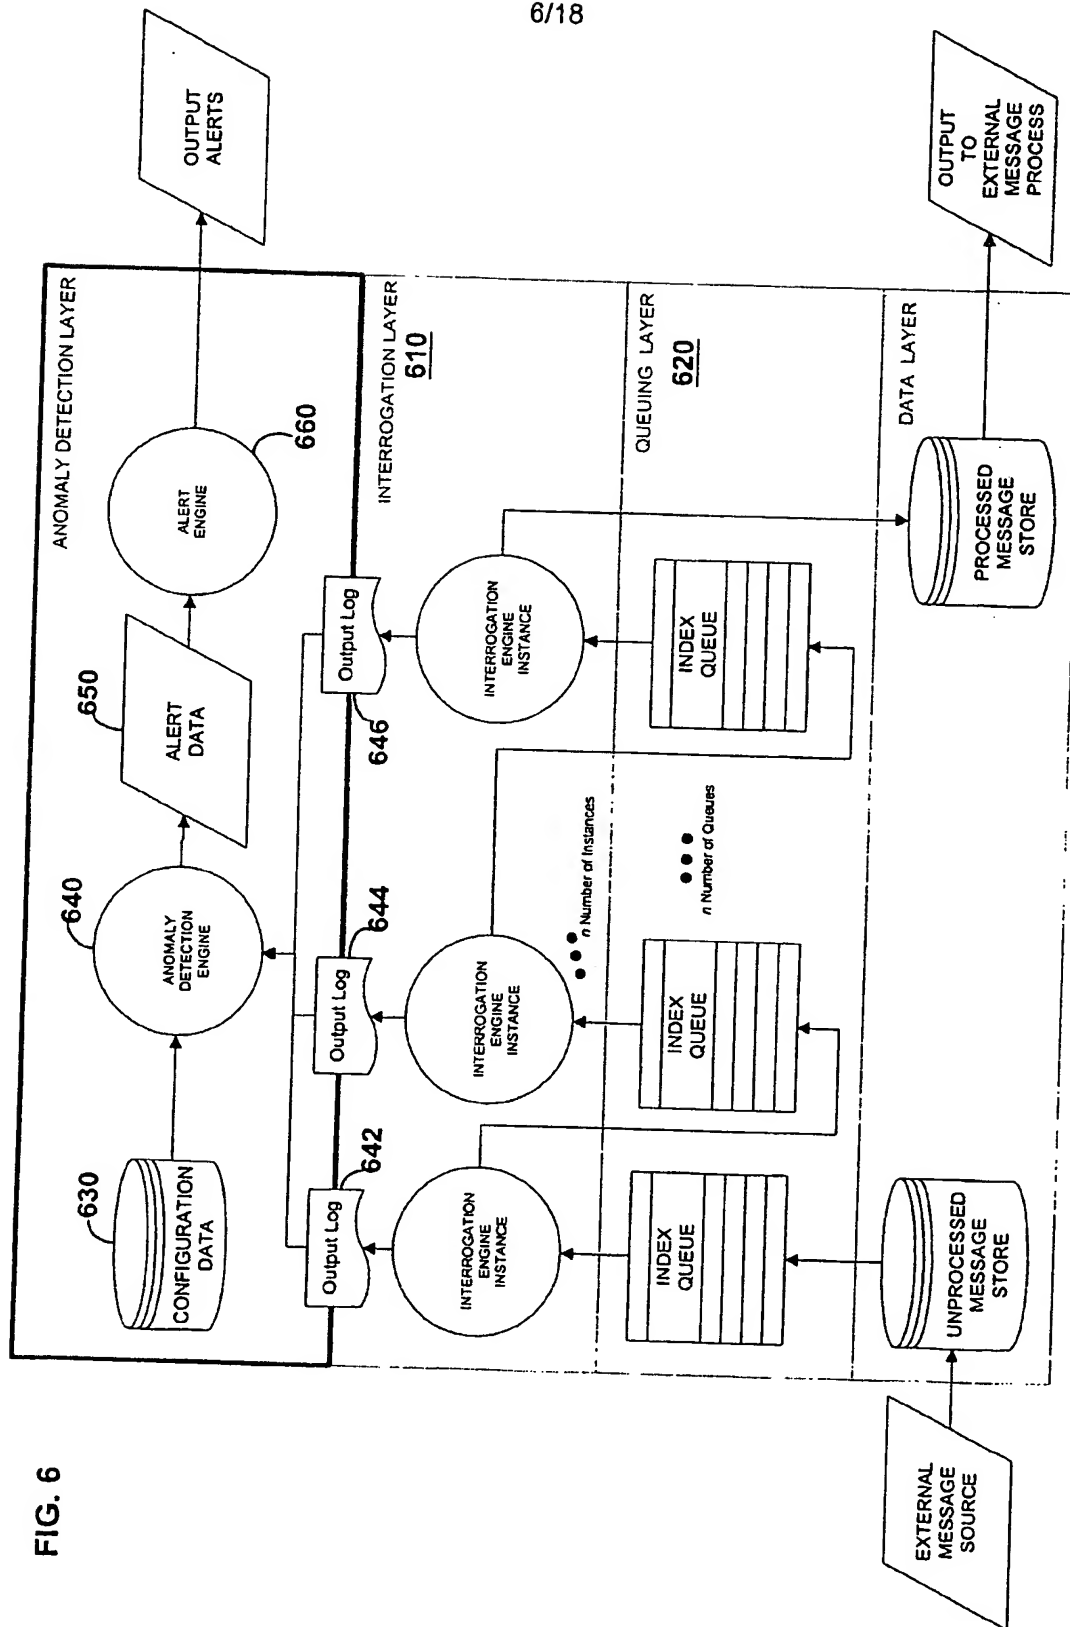 6/18
FIG. 6
ANOMALY DETECTION LAYER
630
CONFIGURATION
DATA
640
ANOMALY
DETECTION
ENGINE
650
ALERT
DATA
660
ALERT
ENGINE
OUTPUT
ALERTS
Output Log
642
Output Log
644
Output Log
646
INTERROGATION LAYER
610
INTERROGATION
ENGINE
INSTANCE
INTERROGATION
ENGINE
INSTANCE
n Number of Instances
INTERROGATION
ENGINE
INSTANCE
QUEUING LAYER
620
INDEX
QUEUE
INDEX
QUEUE
n Number of Queues
INDEX
QUEUE
DATA LAYER
EXTERNAL
MESSAGE
SOURCE
UNPROCESSED
MESSAGE
STORE
PROCESSED
MESSAGE
STORE
OUTPUT
TO
EXTERNAL
MESSAGE
PROCESS